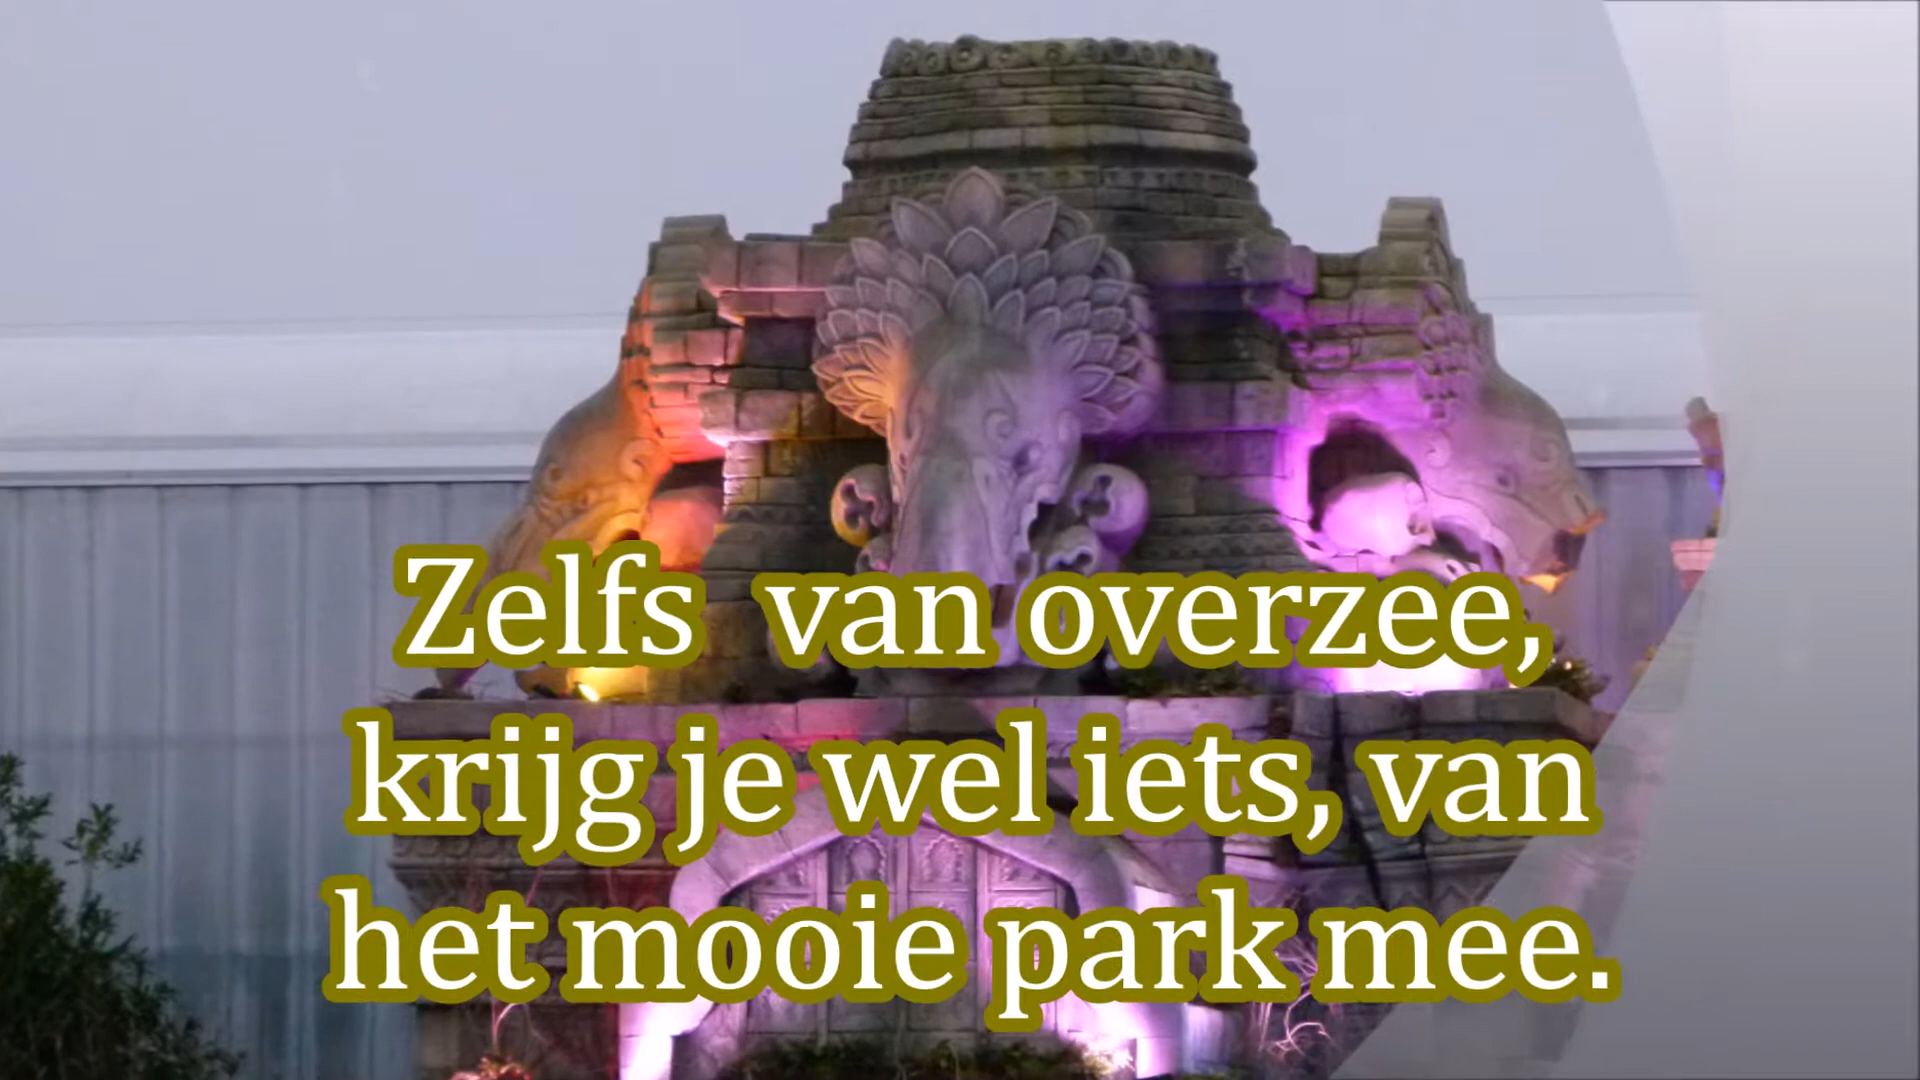 Zelfs van overzee,
krijg je wel iets, van
het mooie park mee.